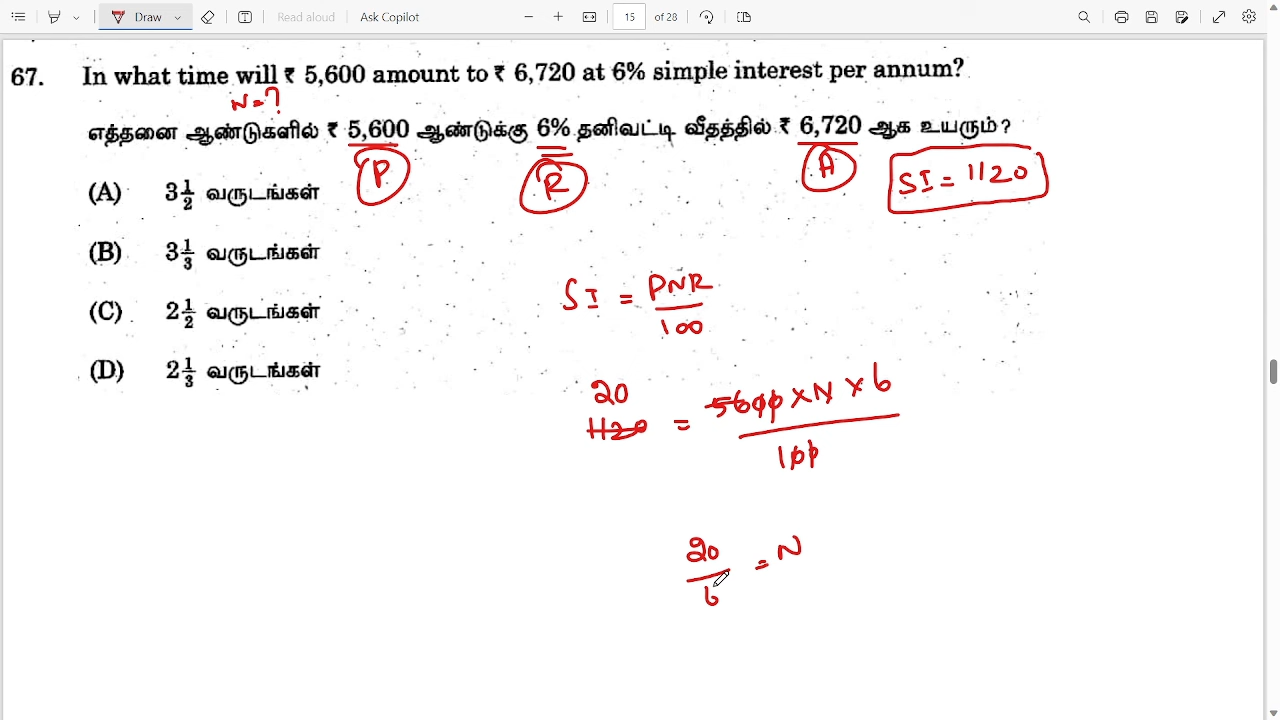 Draw
Read aloud
Ask Copilot
15 of 28
67. In what time will ₹ 5,600 amount to ₹ 6,720 at 6% simple interest per annum?
N = ?
எத்தனை ஆண்டுகளில் ₹ 5,600 ஆண்டுக்கு 6% தனிவட்டி வீதத்தில் ₹ 6,720 ஆக உயரும்?
P R A SI = 1120
(A) 3 1/2 வருடங்கள்
(B) 3 1/3 வருடங்கள்
(C) 2 1/2 வருடங்கள்
(D) 2 1/3 வருடங்கள்
SI = PNR
100
20
1120 = 5600 × N × 6
100
20
= N
6